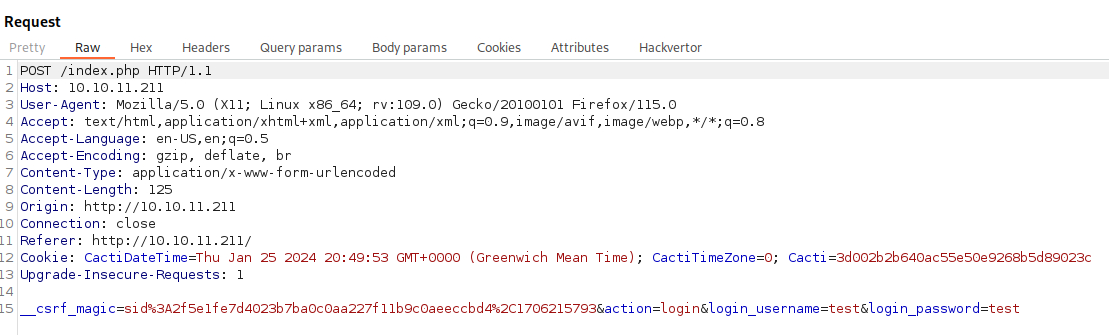 Request
Pretty Raw Hex Headers Query params Body params Cookies Attributes Hackvertor
1 POST /index.php HTTP/1.1
2 Host: 10.10.11.211
3 User-Agent: Mozilla/5.0 (X11; Linux x86_64; rv:109.0) Gecko/20100101 Firefox/115.0
4 Accept: text/html,application/xhtml+xml,application/xml;q=0.9,image/avif,image/webp,*/*;q=0.8
5 Accept-Language: en-US,en;q=0.5
6 Accept-Encoding: gzip, deflate, br
7 Content-Type: application/x-www-form-urlencoded
8 Content-Length: 125
9 Origin: http://10.10.11.211
10 Connection: close
11 Referer: http://10.10.11.211/
12 Cookie: CactiDateTime=Thu Jan 25 2024 20:49:53 GMT+0000 (Greenwich Mean Time); CactiTimeZone=0; Cacti=3d002b2b640ac55e50e9268b5d89023c
13 Upgrade-Insecure-Requests: 1
14
15 __csrf_magic=sid%3A2f5e1fe7d4023b7ba0c0aa227f11b9c0aeeccbd4%2C1706215793&action=login&login_username=test&login_password=test